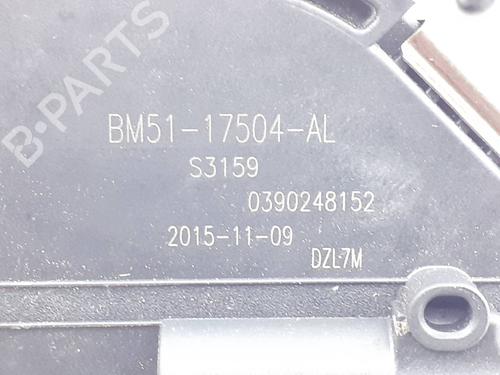 B-PARTS
BM51-17504-AL
S3159
0390248152
2015-11-09
DZL7M